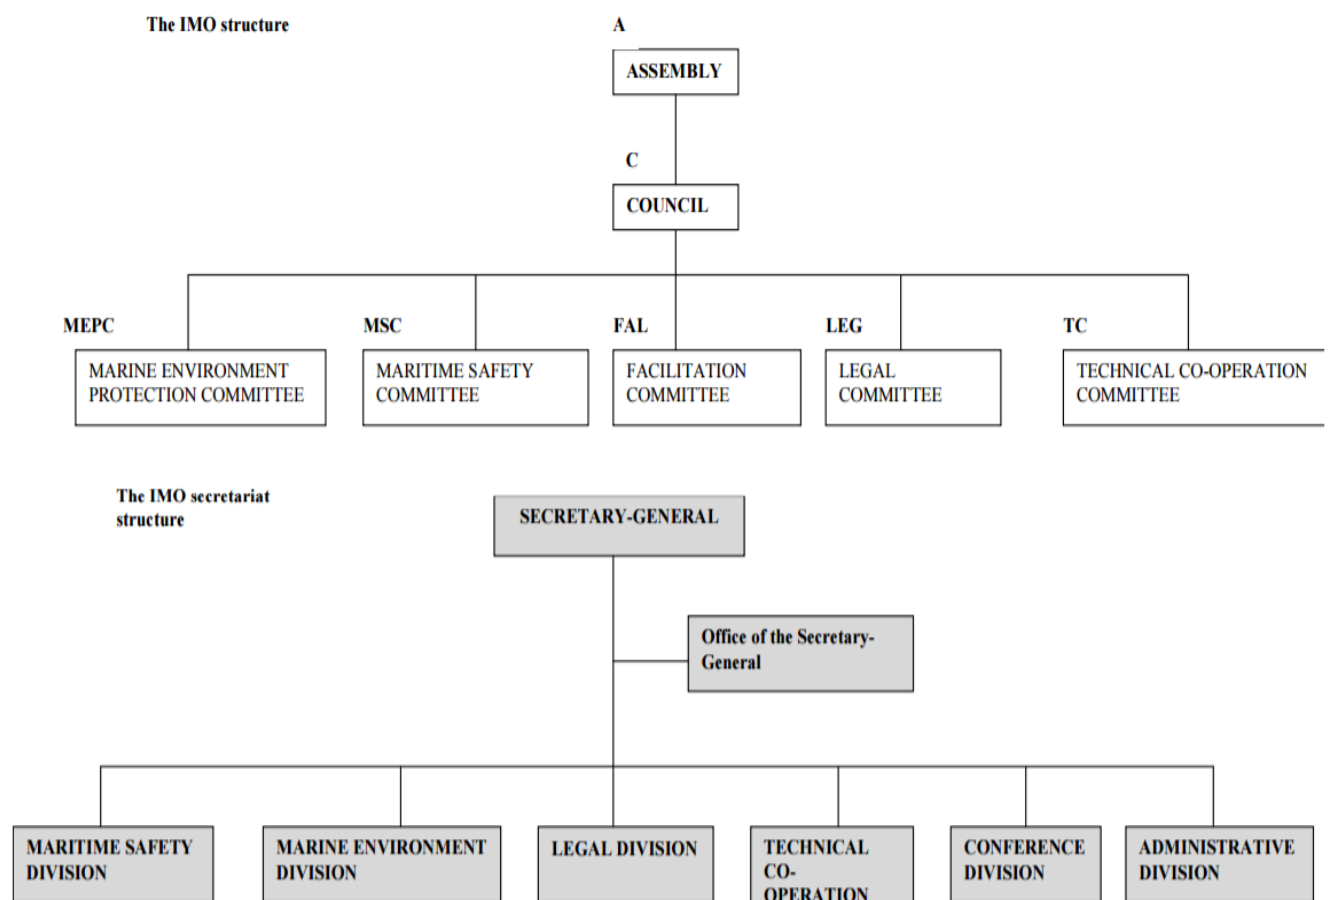 The IMO structure
A
ASSEMBLY
C
COUNCIL
MEPC
MSC
FAL
LEG
TC
MARINE ENVIRONMENT
PROTECTION COMMITTEE
MARITIME SAFETY
COMMITTEE
FACILITATION
COMMITTEE
LEGAL
COMMITTEE
TECHNICAL CO-OPERATION
COMMITTEE
The IMO secretariat
structure
SECRETARY-GENERAL
Office of the Secretary-
General
MARITIME SAFETY
DIVISION
MARINE ENVIRONMENT
DIVISION
LEGAL DIVISION
TECHNICAL
CO-
OPERATION
CONFERENCE
DIVISION
ADMINISTRATIVE
DIVISION